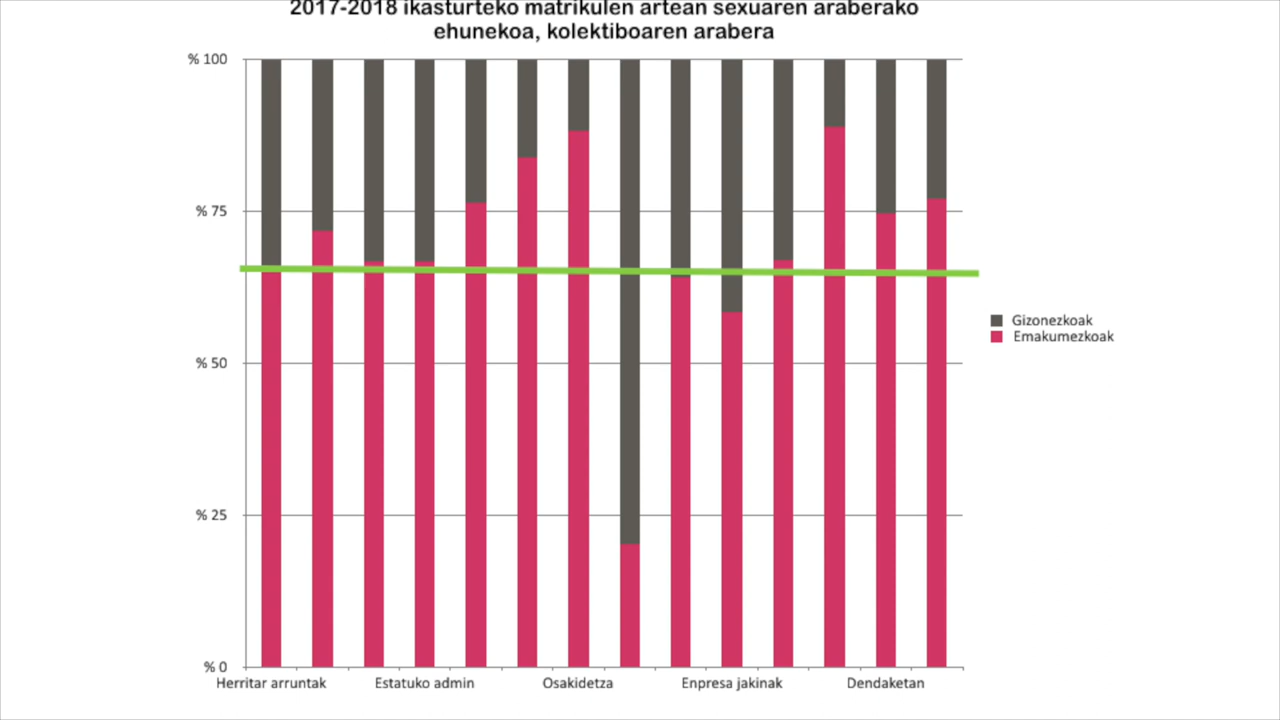 2017-2018 ikasturteko matrikulen artean sexuaren araberako
ehunekoa, kolektiboaren arabera
% 100
% 75
% 50
% 25
% 0
Herritar arruntak
Estatuko admin
Osakidetza
Enpresa jakinak
Dendaketan
Gizonezkoak
Emakumezkoak